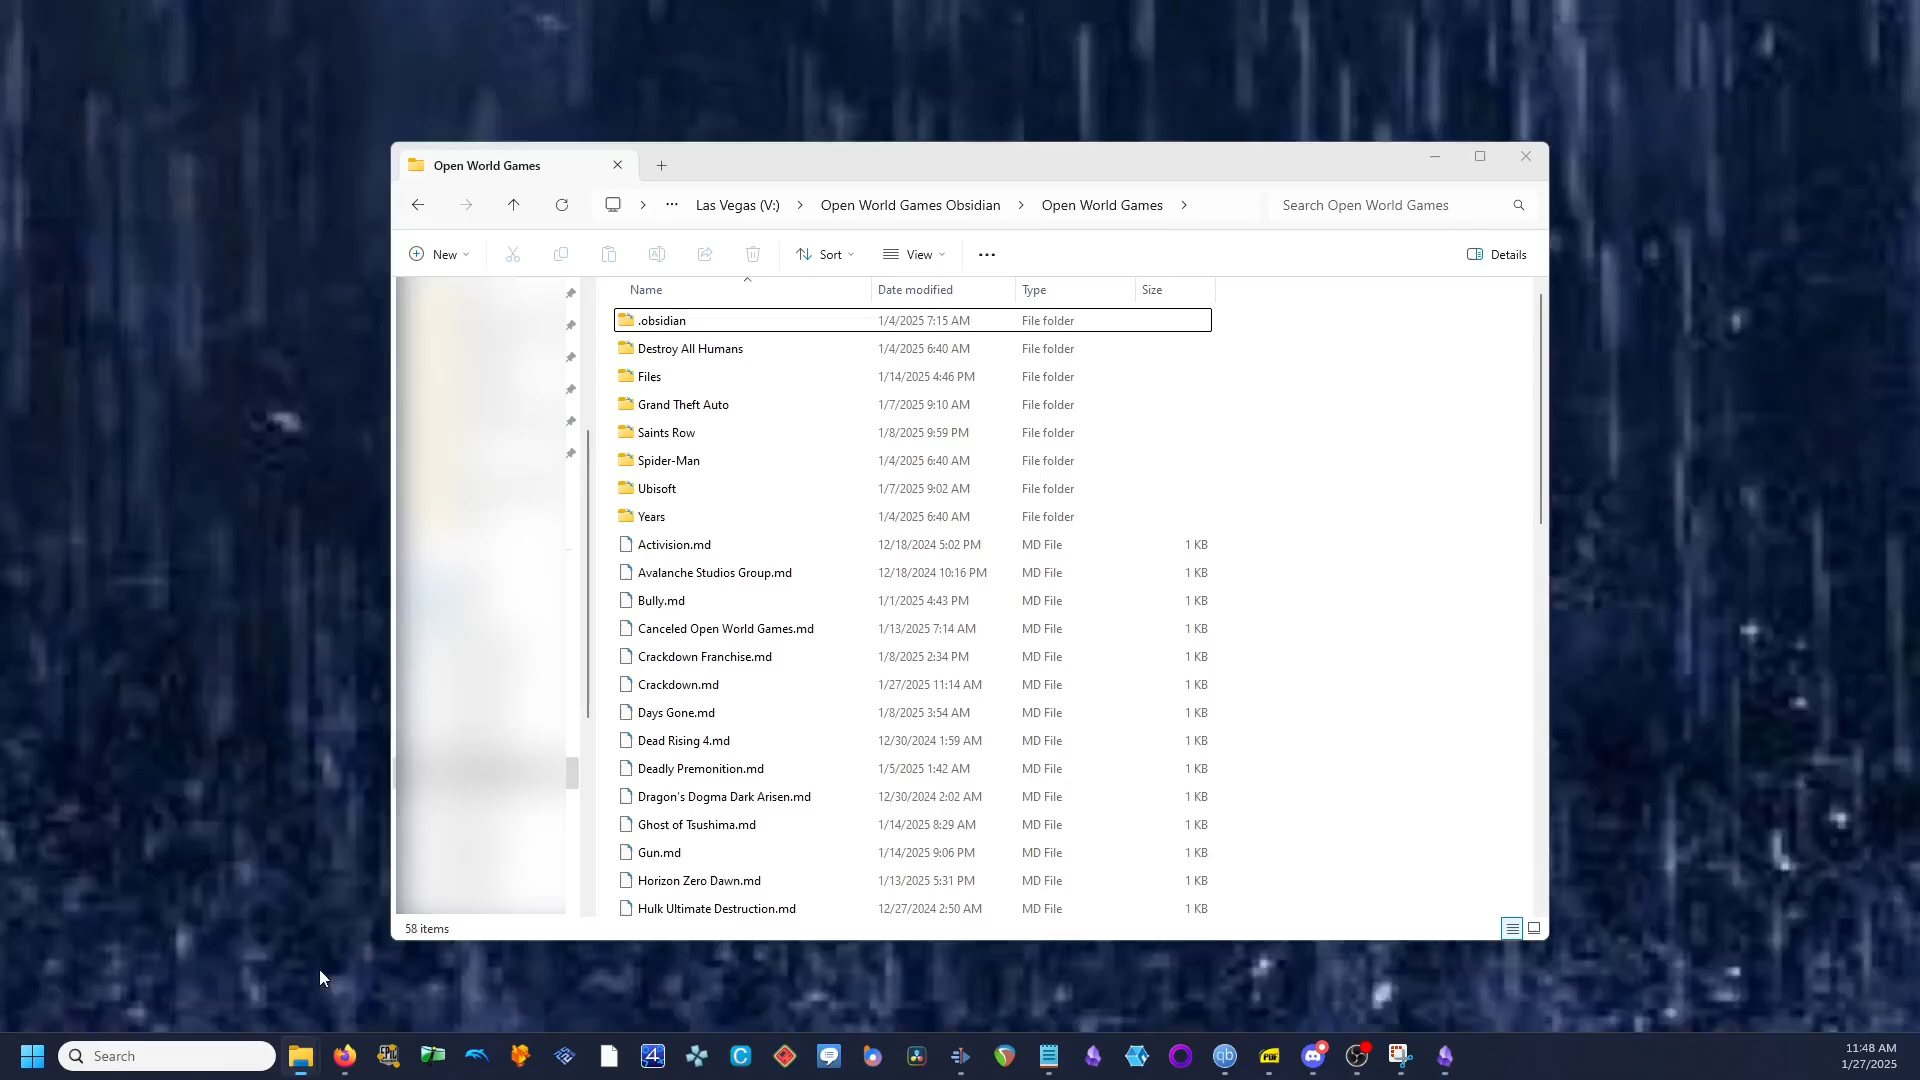 Open World Games
Las Vegas (V:) > Open World Games Obsidian > Open World Games >
Search Open World Games
New
Sort
View
Details
Name Date modified Type Size
.obsidian 1/4/2025 7:15 AM File folder
Destroy All Humans 1/4/2025 6:40 AM File folder
Files 1/14/2025 4:46 PM File folder
Grand Theft Auto 1/7/2025 9:10 AM File folder
Saints Row 1/8/2025 9:59 PM File folder
Spider-Man 1/4/2025 6:40 AM File folder
Ubisoft 1/7/2025 9:02 AM File folder
Years 1/4/2025 6:40 AM File folder
Activision.md 12/18/2024 5:02 PM MD File 1 KB
Avalanche Studios Group.md 12/18/2024 10:16 PM MD File 1 KB
Bully.md 1/1/2025 4:43 PM MD File 1 KB
Canceled Open World Games.md 1/13/2025 7:14 AM MD File 1 KB
Crackdown Franchise.md 1/8/2025 2:34 PM MD File 1 KB
Crackdown.md 1/27/2025 11:14 AM MD File 1 KB
Days Gone.md 1/8/2025 3:54 AM MD File 1 KB
Dead Rising 4.md 12/30/2024 1:59 AM MD File 1 KB
Deadly Premonition.md 1/5/2025 1:42 AM MD File 1 KB
Dragon's Dogma Dark Arisen.md 12/30/2024 2:02 AM MD File 1 KB
Ghost of Tsushima.md 1/14/2025 8:29 AM MD File 1 KB
Gun.md 1/14/2025 9:06 PM MD File 1 KB
Horizon Zero Dawn.md 1/13/2025 5:31 PM MD File 1 KB
Hulk Ultimate Destruction.md 12/27/2024 2:50 AM MD File 1 KB
58 items
Search
EPIC
4
C
qb
PDF
11:48 AM
1/27/2025